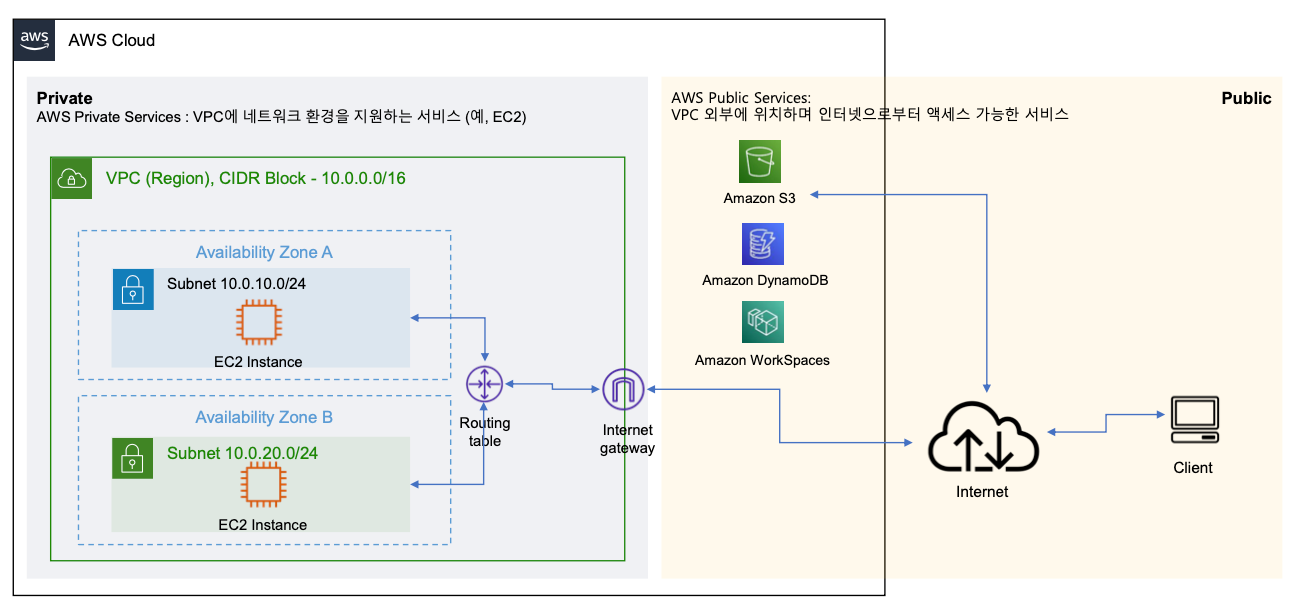 aws
AWS Cloud
Private
AWS Private Services : VPC에 네트워크 환경을 지원하는 서비스 (예, EC2)
VPC (Region), CIDR Block - 10.0.0.0/16
Availability Zone A
Subnet 10.0.10.0/24
EC2 Instance
Availability Zone B
Subnet 10.0.20.0/24
EC2 Instance
Routing
table
Internet
gateway
AWS Public Services:
VPC 외부에 위치하며 인터넷으로부터 액세스 가능한 서비스
Public
Amazon S3
Amazon DynamoDB
Amazon WorkSpaces
Internet
Client